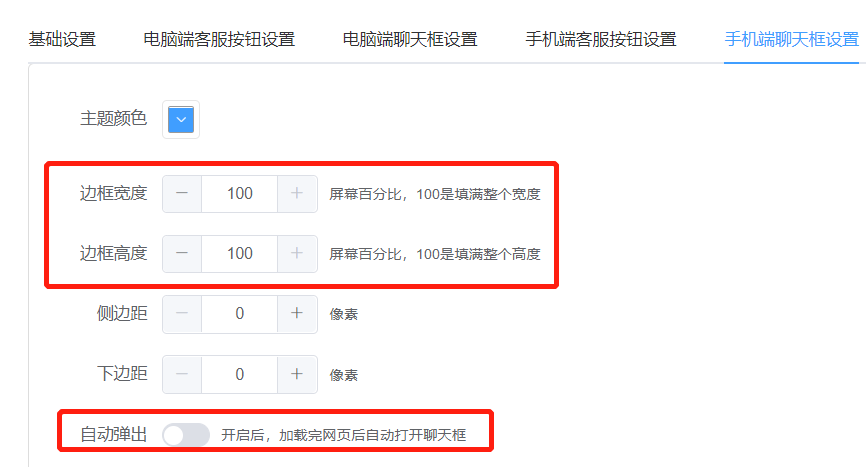 基础设置 电脑端客服按钮设置 电脑端聊天框设置 手机端客服按钮设置 手机端聊天框设置
主题颜色
边框宽度 − 100 + 屏幕百分比，100是填满整个宽度
边框高度 − 100 + 屏幕百分比，100是填满整个高度
侧边距 − 0 + 像素
下边距 − 0 + 像素
自动弹出 开启后，加载完网页后自动打开聊天框